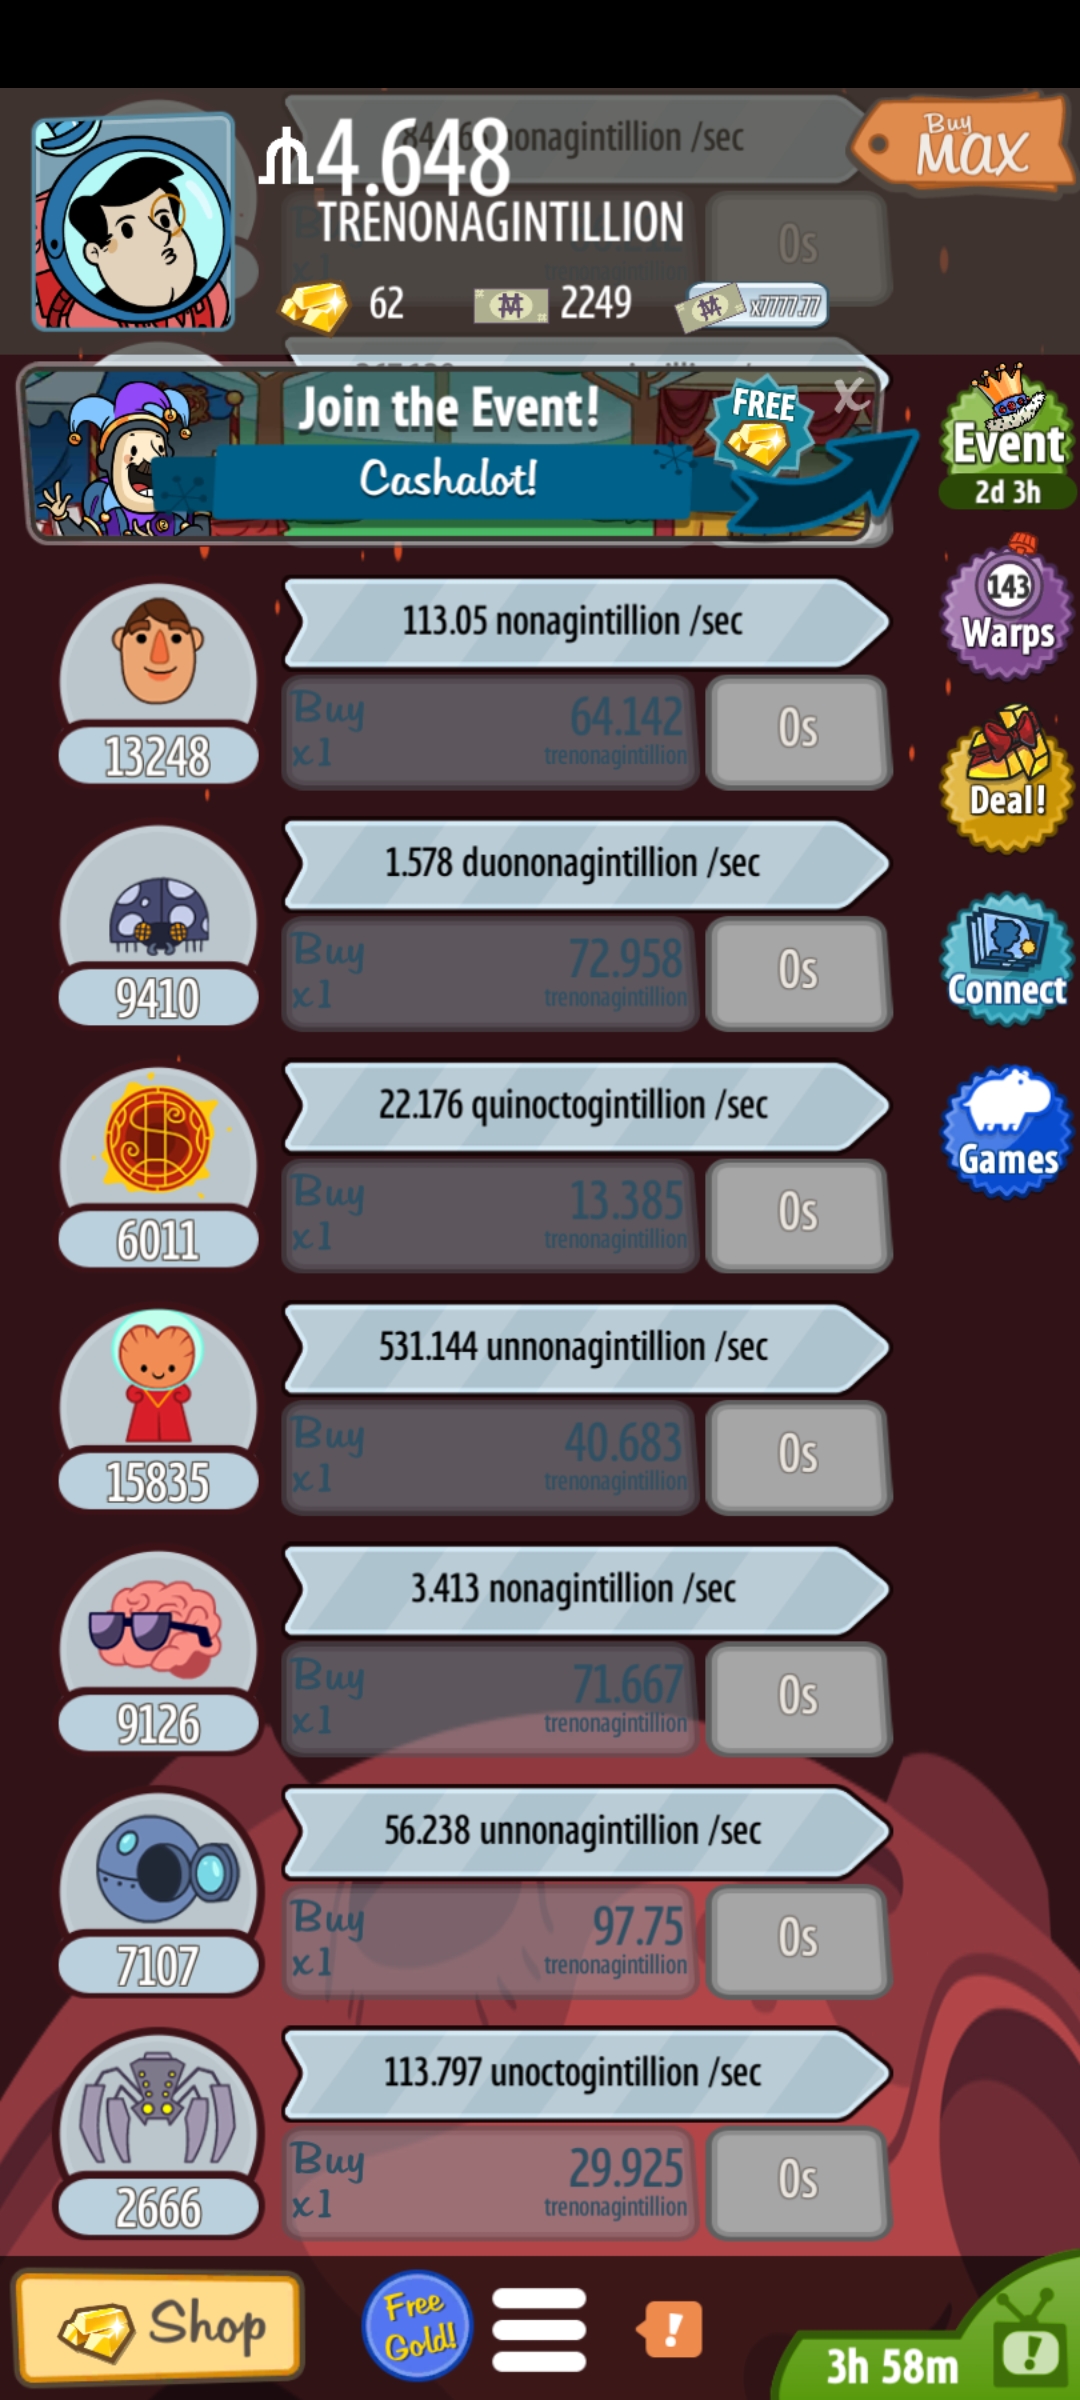 nonagintillion /sec
Buy
MAX
₼4.648
TRENONAGINTILLION
trenonagintillion
0s
62
2249
x7777.77
Join the Event!
FREE
X
Cashalot!
Event
2d 3h
143
Warps
Deal!
Connect
Games
113.05 nonagintillion /sec
13248
Buy
x1
64.142
trenonagintillion
0s
1.578 duononagintillion /sec
9410
Buy
x1
72.958
trenonagintillion
0s
22.176 quinoctogintillion /sec
6011
Buy
x1
13.385
trenonagintillion
0s
531.144 unnonagintillion /sec
15835
Buy
x1
40.683
trenonagintillion
0s
3.413 nonagintillion /sec
9126
Buy
x1
71.667
trenonagintillion
0s
56.238 unnonagintillion /sec
7107
Buy
x1
97.75
trenonagintillion
0s
113.797 unoctogintillion /sec
2666
Buy
x1
29.925
trenonagintillion
0s
Shop
Free
Gold!
!
3h 58m
!